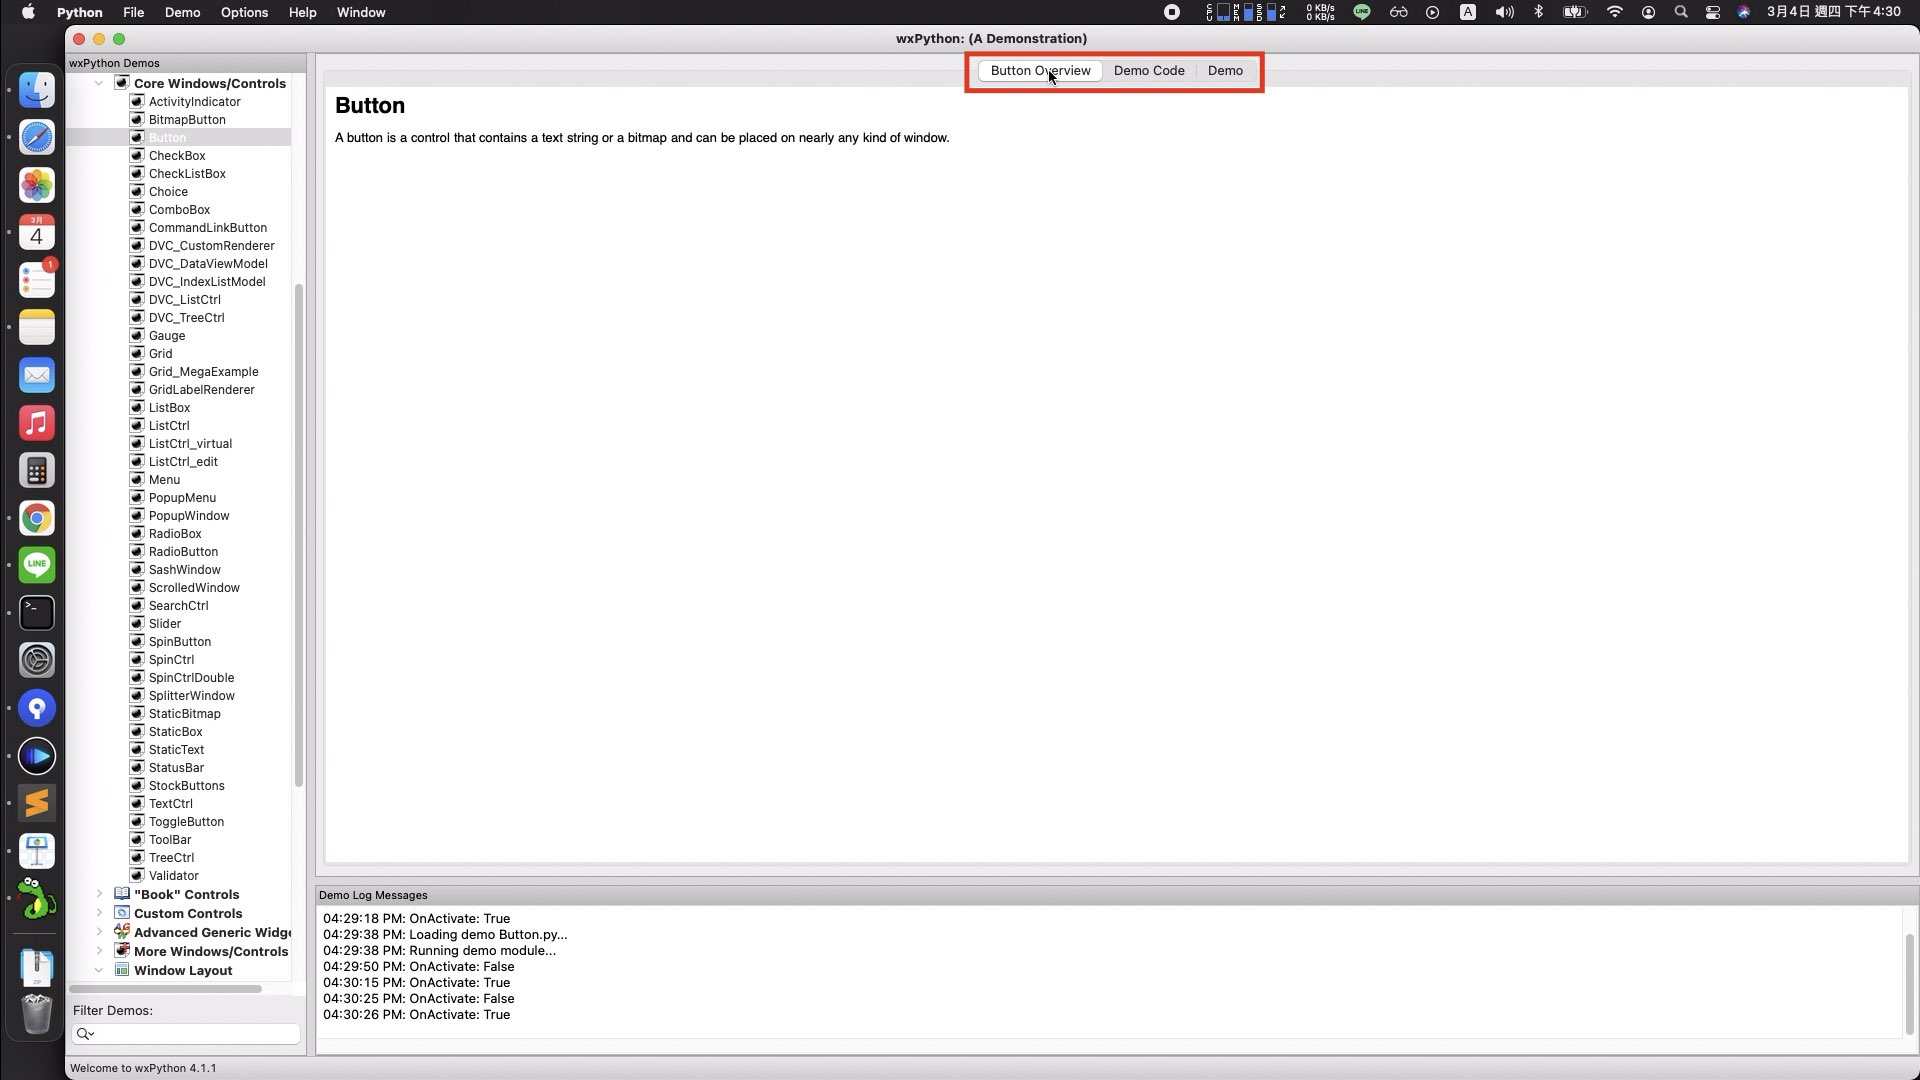 Python File Demo Options Help Window
0 KB/s
0 KB/s
A
3月4日 週四 下午4:30
wxPython: (A Demonstration)
wxPython Demos
Core Windows/Controls
ActivityIndicator
BitmapButton
Button
CheckBox
CheckListBox
Choice
ComboBox
CommandLinkButton
DVC_CustomRenderer
DVC_DataViewModel
DVC_IndexListModel
DVC_ListCtrl
DVC_TreeCtrl
Gauge
Grid
Grid_MegaExample
GridLabelRenderer
ListBox
ListCtrl
ListCtrl_virtual
ListCtrl_edit
Menu
PopupMenu
PopupWindow
RadioBox
RadioButton
SashWindow
ScrolledWindow
SearchCtrl
Slider
SpinButton
SpinCtrl
SpinCtrlDouble
SplitterWindow
StaticBitmap
StaticBox
StaticText
StatusBar
StockButtons
TextCtrl
ToggleButton
ToolBar
TreeCtrl
Validator
"Book" Controls
Custom Controls
Advanced Generic Widge
More Windows/Controls
Window Layout
Filter Demos:
Button Overview Demo Code Demo
Button
A button is a control that contains a text string or a bitmap and can be placed on nearly any kind of window.
Demo Log Messages
04:29:18 PM: OnActivate: True
04:29:38 PM: Loading demo Button.py...
04:29:38 PM: Running demo module...
04:29:50 PM: OnActivate: False
04:30:15 PM: OnActivate: True
04:30:25 PM: OnActivate: False
04:30:26 PM: OnActivate: True
Welcome to wxPython 4.1.1
3月
4
1
LINE
ZIP